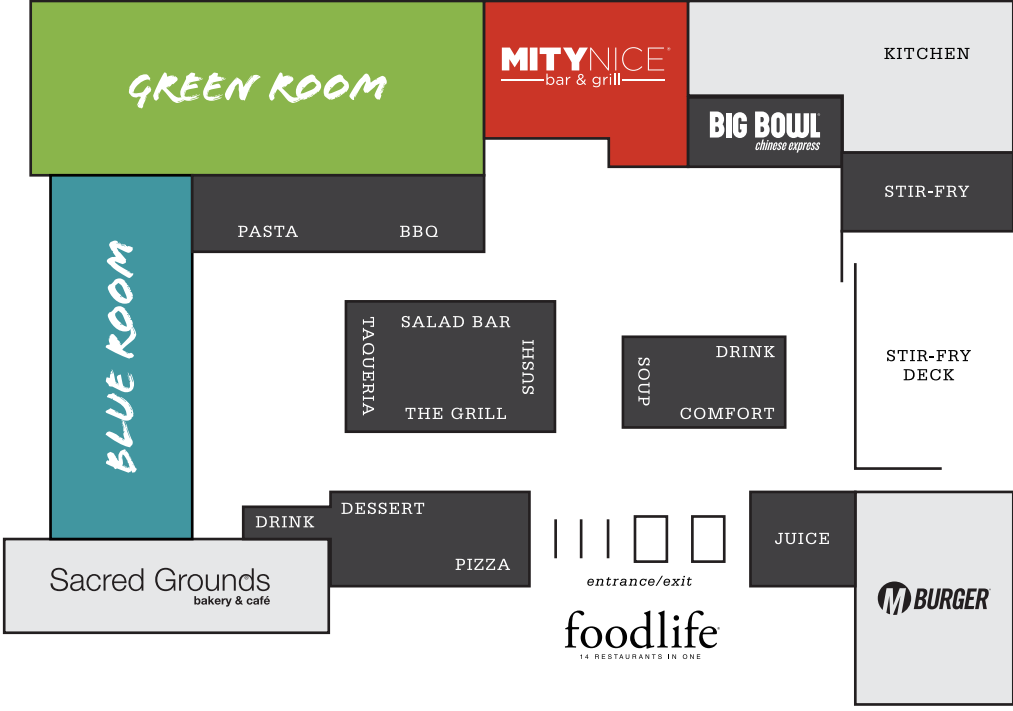 GREEN ROOM
MITYNICE®
bar & grill
KITCHEN
BIG BOWL®
chinese express
STIR-FRY
PASTA
BBQ
BLUE ROOM
SALAD BAR
TAQUERIA
SUSHI
THE GRILL
DRINK
SOUP
COMFORT
STIR-FRY
DECK
DESSERT
DRINK
PIZZA
JUICE
Sacred Grounds
bakery & café
entrance/exit
M BURGER
foodlife®
14 RESTAURANTS IN ONE